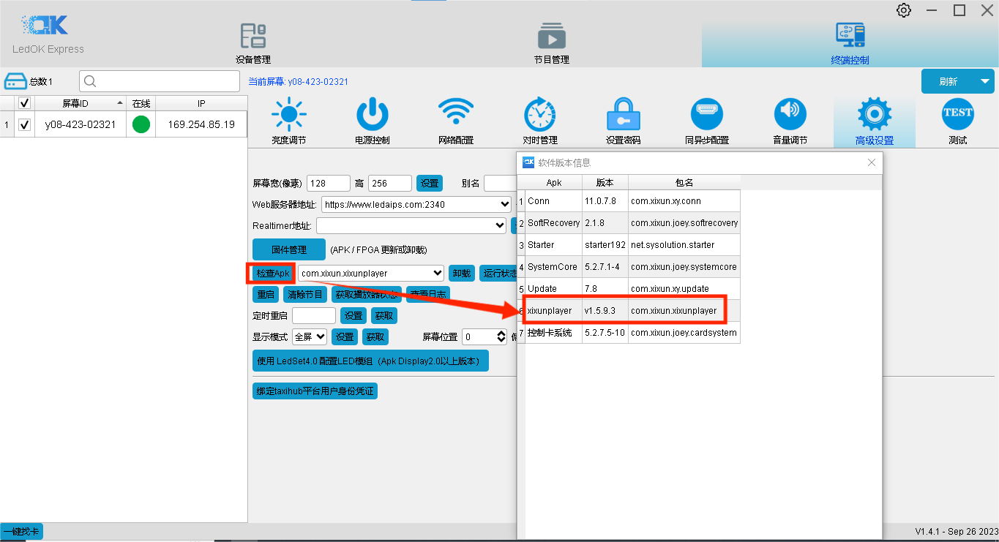 LedOK Express
设备管理
节目管理
终端控制
总数 1
当前屏幕: y08-423-02321
刷新
屏幕ID 在线 IP
1 y08-423-02321 169.254.85.19
亮度调节 电源控制 网络配置 对时管理 设置密码 同异步配置 音量调节 高级设置 TEST 测试
屏幕宽(像素) 128 高 256 设置 别名
Web服务器地址: https://www.ledaips.com:2340
Realtimer地址:
固件管理 (APK / FPGA 更新或卸载)
检查Apk com.xixun.xixunplayer 卸载 运行状态
重启 清除节目 获取播放器状态 查看日志
定时重启 设置 获取
显示模式 全屏 设置 获取 屏幕位置 0
使用 LedSet4.0 配置LED模组（Apk Display2.0以上版本）
绑定taxihub平台用户身份凭证
软件版本信息
Apk 版本 包名
1 Conn 11.0.7.8 com.xixun.xy.conn
2 SoftRecovery 2.1.8 com.xixun.joey.softrecovery
3 Starter starter192 net.sysolution.starter
4 SystemCore 5.2.7.1-4 com.xixun.joey.systemcore
5 Update 7.8 com.xixun.xy.update
6 xixunplayer v1.5.9.3 com.xixun.xixunplayer
7 控制卡系统 5.2.7.5-10 com.xixun.joey.cardsystem
一键找卡
V1.4.1 - Sep 26 2023